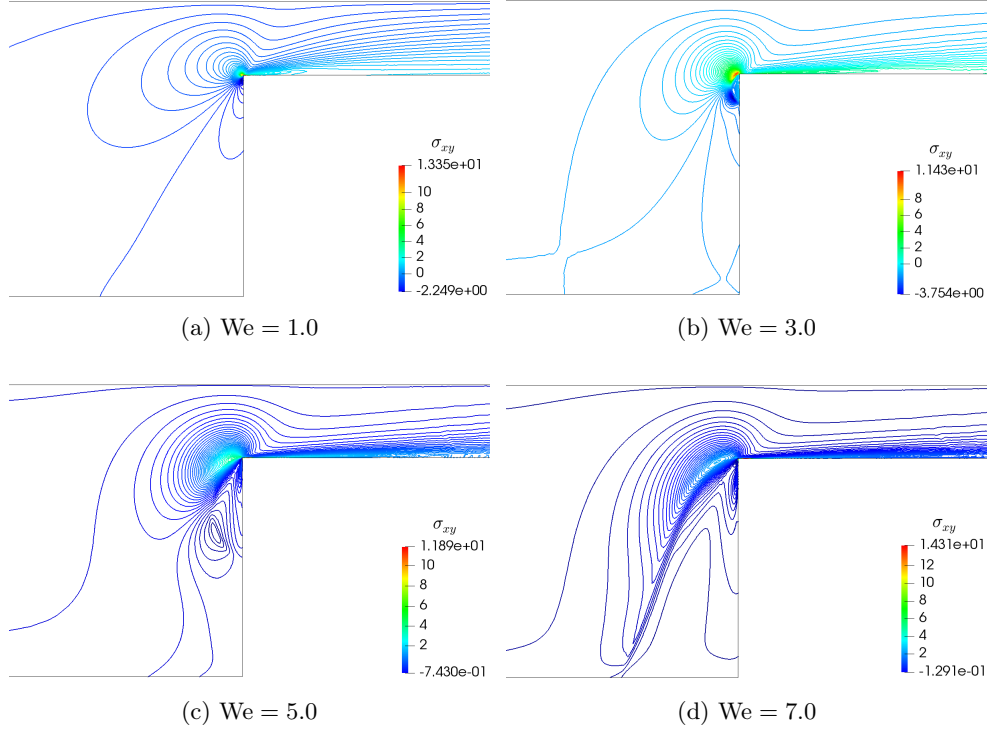 σxy
1.335e+01
10
8
6
4
2
0
-2.249e+00
(a) We = 1.0
σxy
1.143e+01
8
6
4
2
0
-3.754e+00
(b) We = 3.0
σxy
1.189e+01
10
8
6
4
2
-7.430e-01
(c) We = 5.0
σxy
1.431e+01
12
10
8
6
4
2
-1.291e-01
(d) We = 7.0